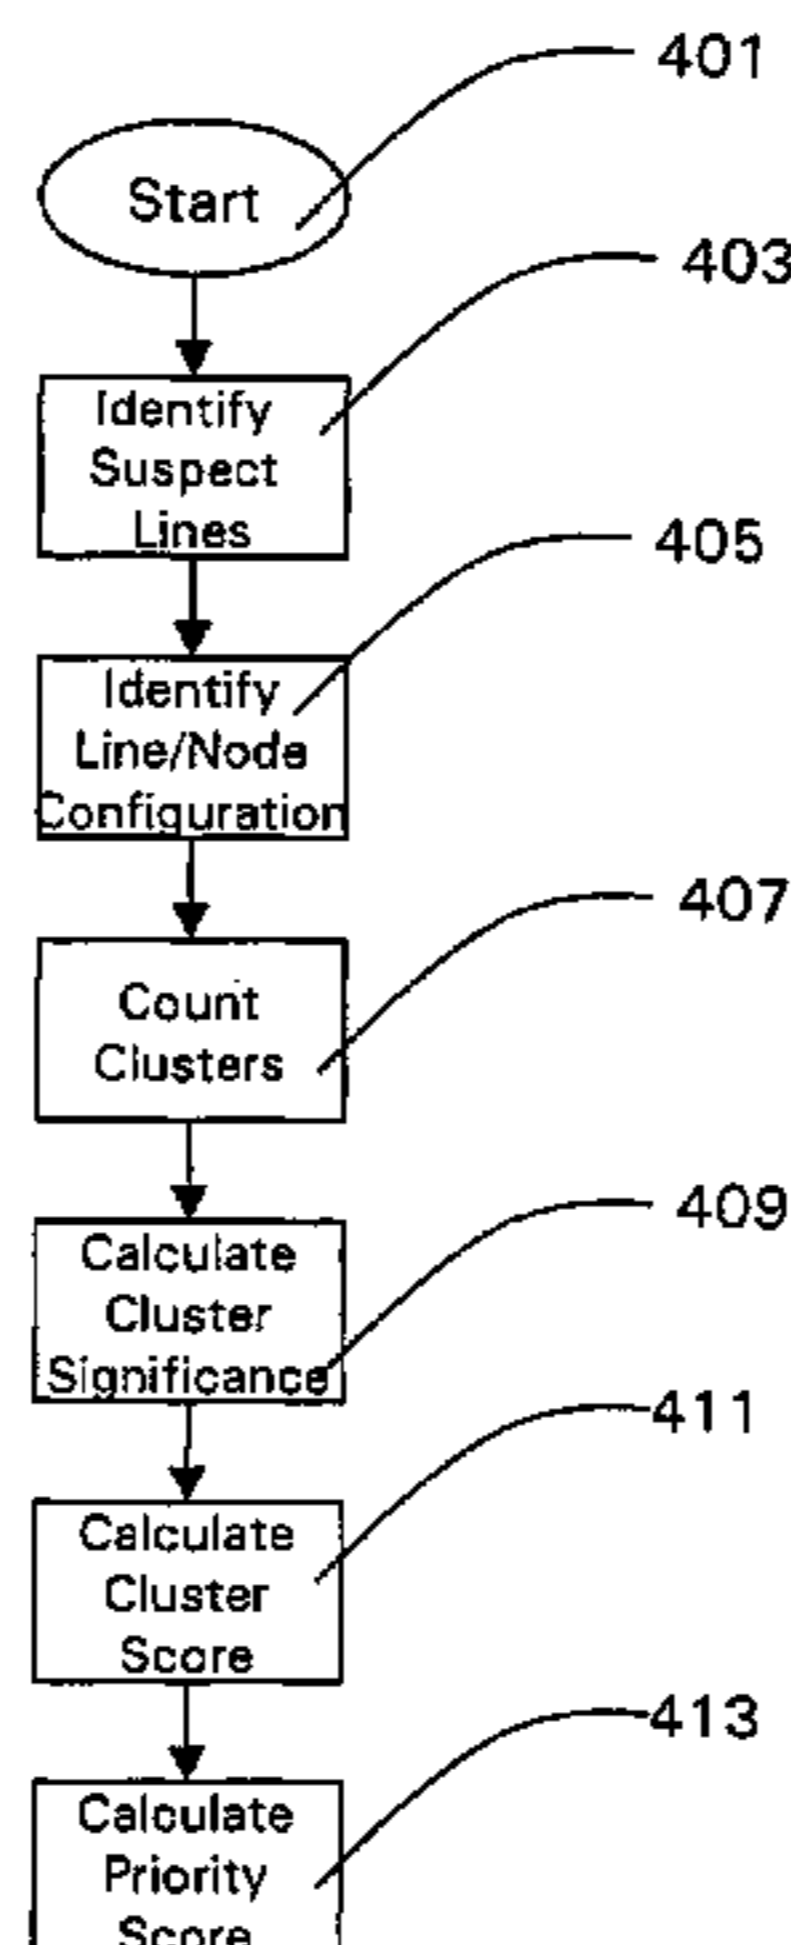 401
Start
403
Identify
Suspect
Lines
405
Identify
Line/Node
Configuration
407
Count
Clusters
409
Calculate
Cluster
Significance
411
Calculate
Cluster
Score
413
Calculate
Priority
Score